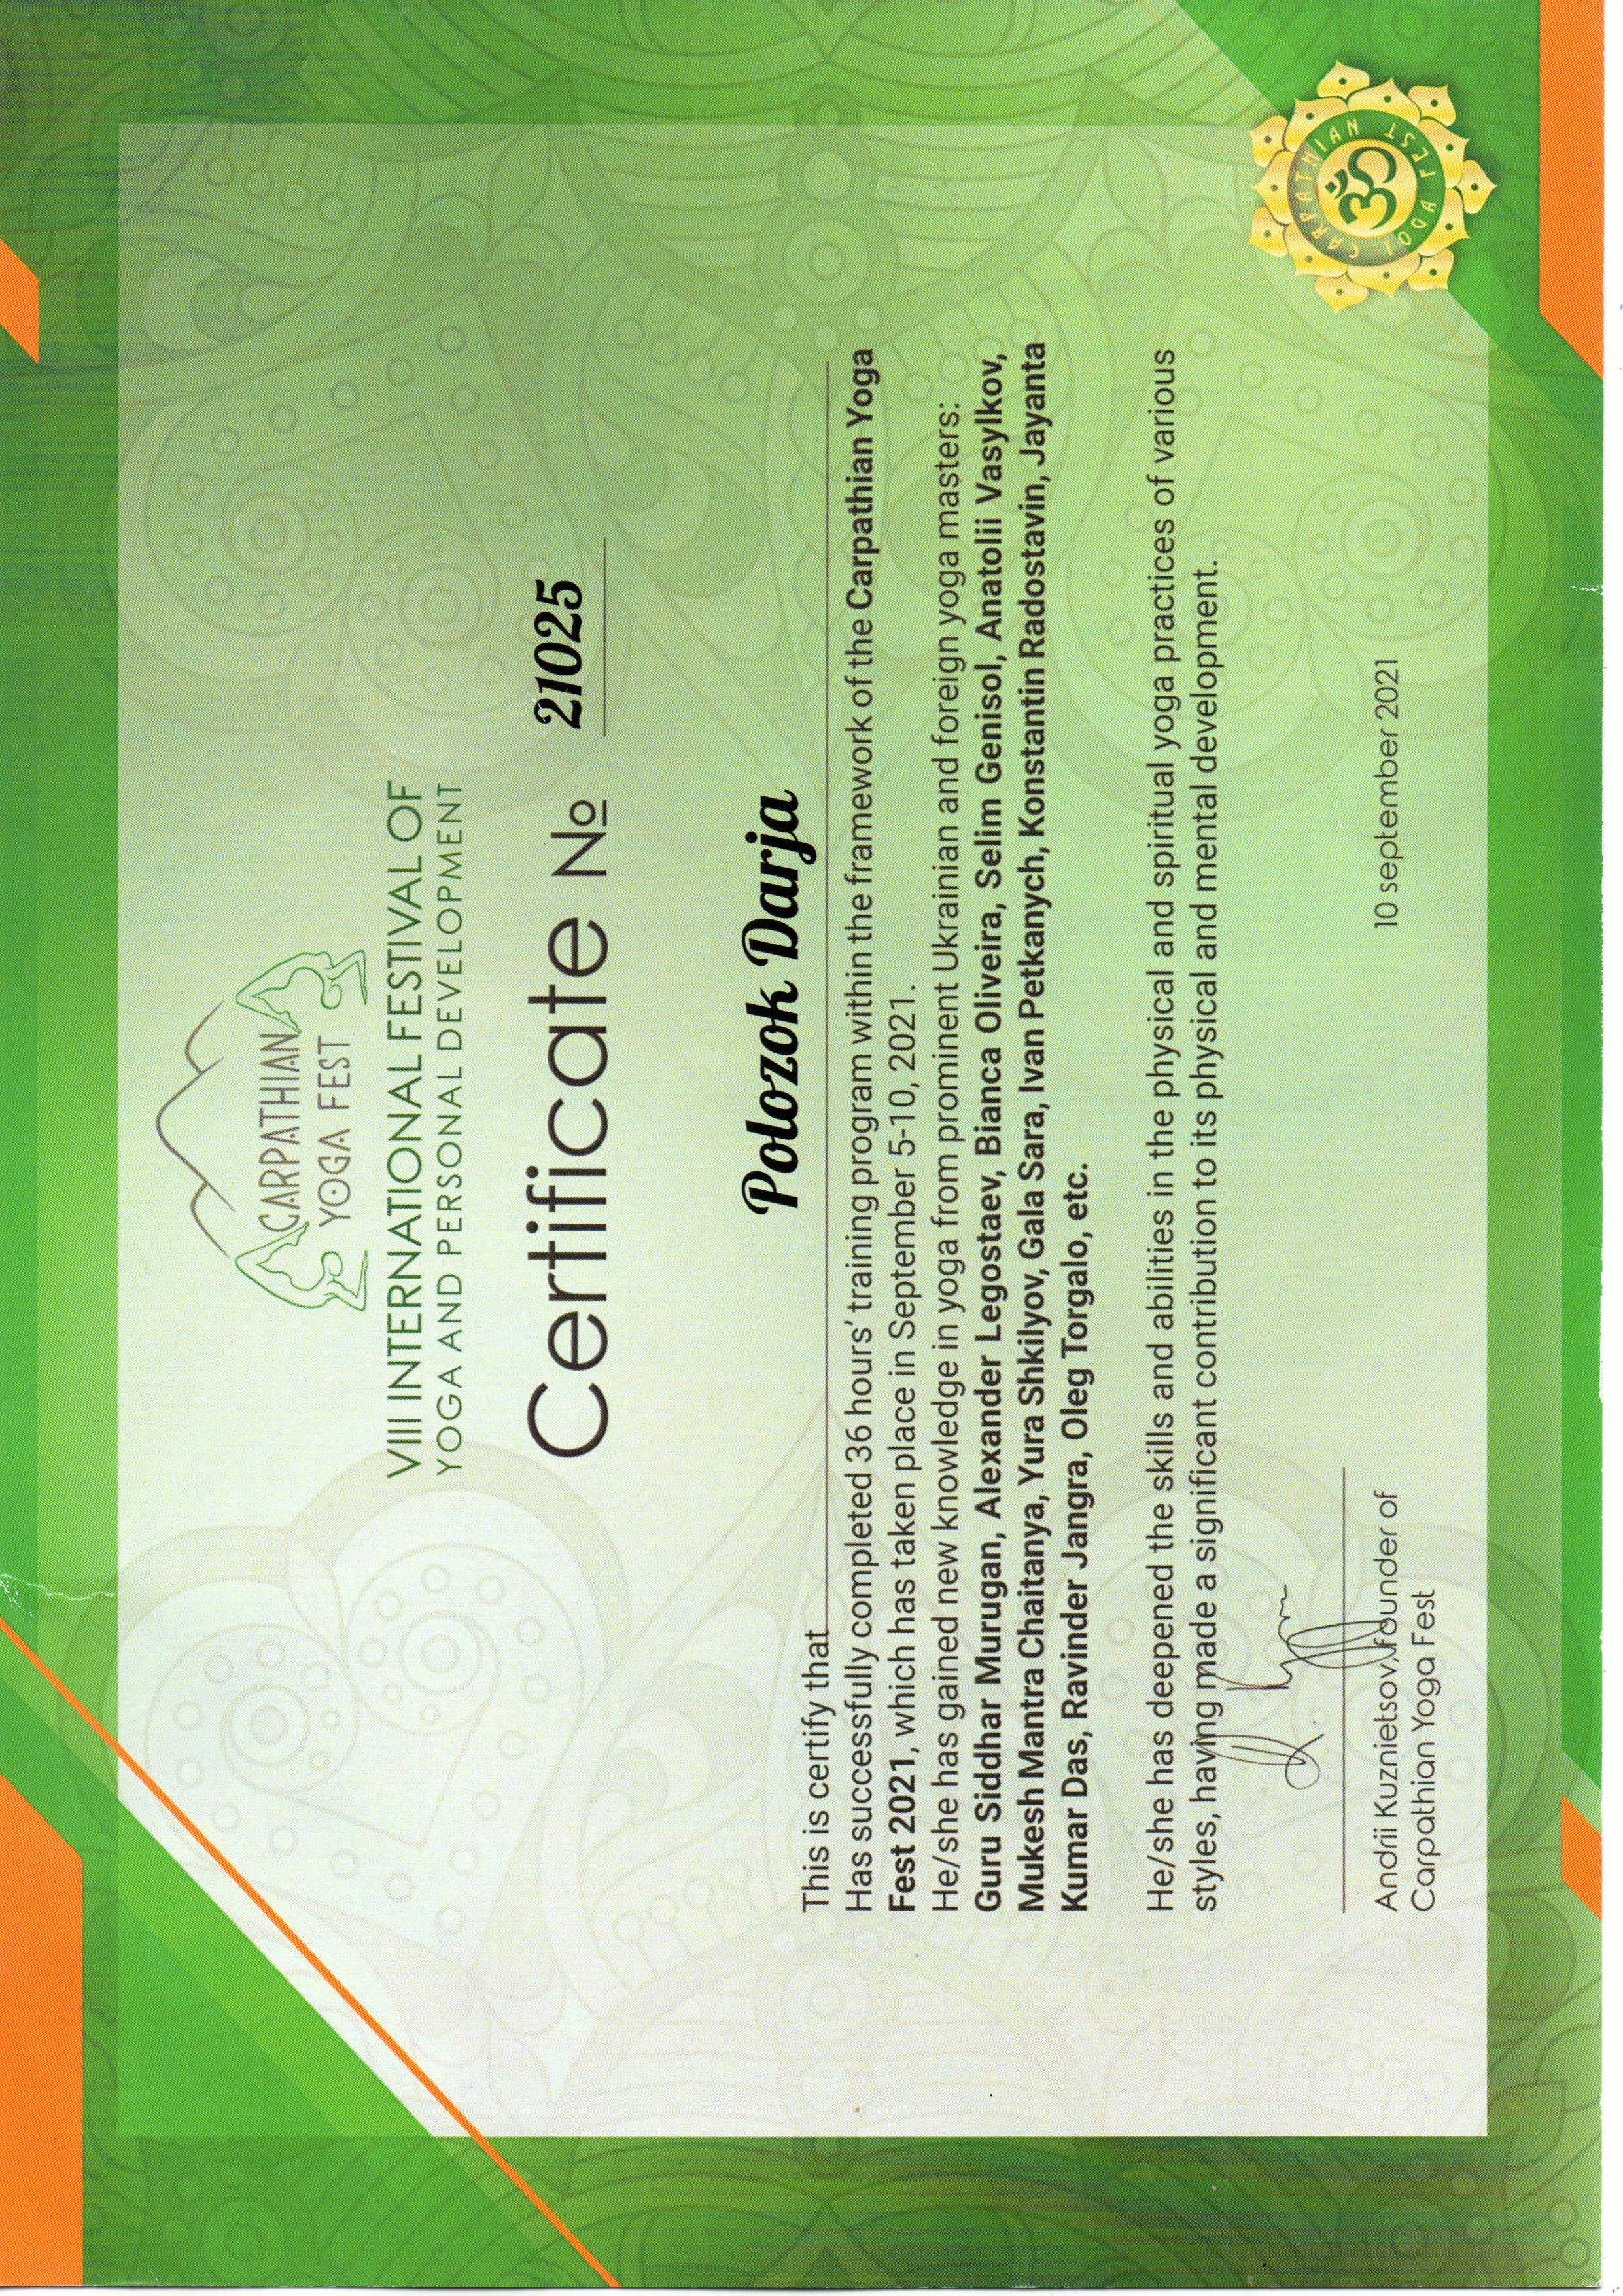 CARPATHIAN
YOGA FEST
VIII INTERNATIONAL FESTIVAL OF
YOGA AND PERSONAL DEVELOPMENT
Certificate № 21025
Polozok Darja
This is certify that
Has successfully completed 36 hours’ training program within the framework of the Carpathian Yoga
Fest 2021, which has taken place in September 5-10, 2021.
He/she has gained new knowledge in yoga from prominent Ukrainian and foreign yoga masters:
Guru Siddhar Murugan, Alexander Legostaev, Bianca Oliveira, Selim Genisol, Anatolii Vasylkov,
Mukesh Mantra Chaitanya, Yura Shkilyov, Gala Sara, Ivan Petkanych, Konstantin Radostavin, Jayanta
Kumar Das, Ravinder Jangra, Oleg Torgalo, etc.
He/she has deepened the skills and abilities in the physical and spiritual yoga practices of various
styles, having made a significant contribution to its physical and mental development.
Andrii Kuznietsov, founder of
Carpathian Yoga Fest
10 september 2021
CARPATHIAN
ॐ
YOGA FEST